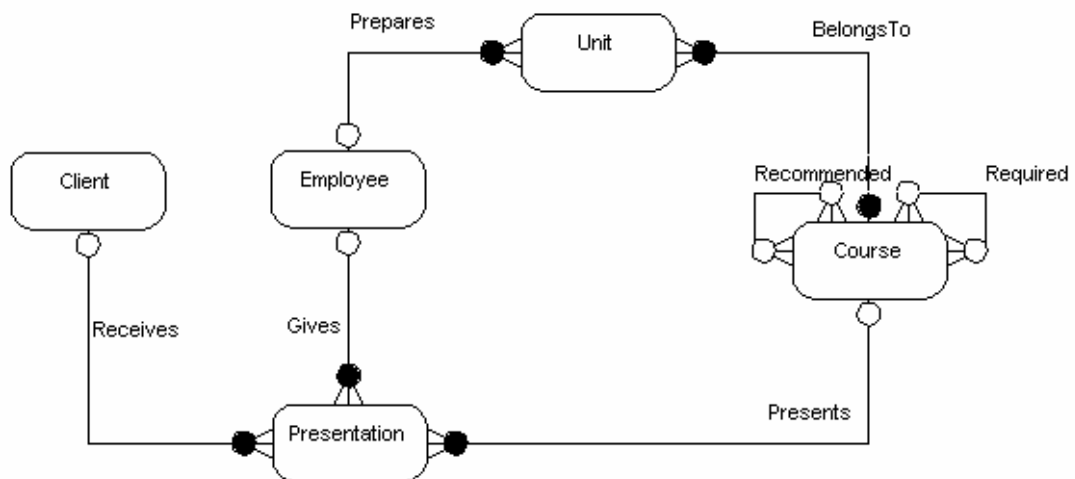 Prepares
Unit
BelongsTo
Client
Employee
Recommended
Required
Course
Receives
Gives
Presents
Presentation